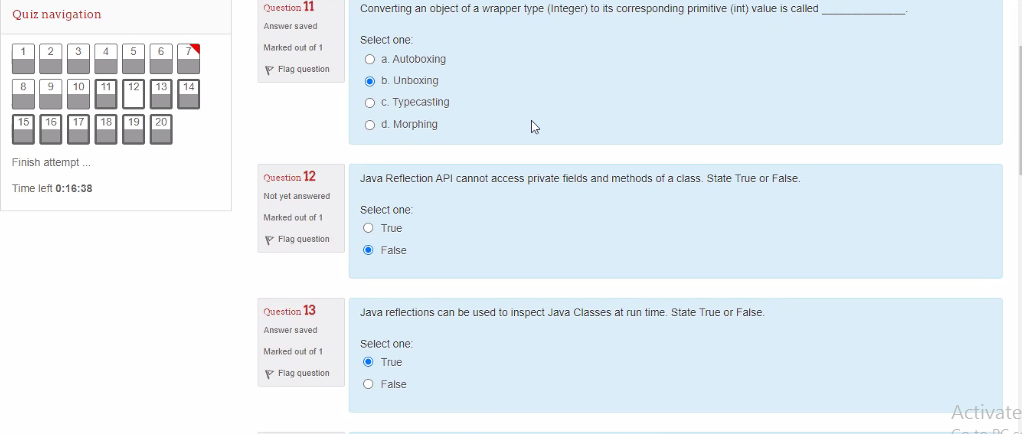 Quiz navigation
1 2 3 4 5 6 7
8 9 10 11 12 13 14
15 16 17 18 19 20
Finish attempt ...
Time left 0:16:38
Question 11
Answer saved
Marked out of 1
Flag question
Converting an object of a wrapper type (Integer) to its corresponding primitive (int) value is called _______________.
Select one:
a. Autoboxing
b. Unboxing
c. Typecasting
d. Morphing
Question 12
Not yet answered
Marked out of 1
Flag question
Java Reflection API cannot access private fields and methods of a class. State True or False.
Select one:
True
False
Question 13
Answer saved
Marked out of 1
Flag question
Java reflections can be used to inspect Java Classes at run time. State True or False.
Select one:
True
False
Activate